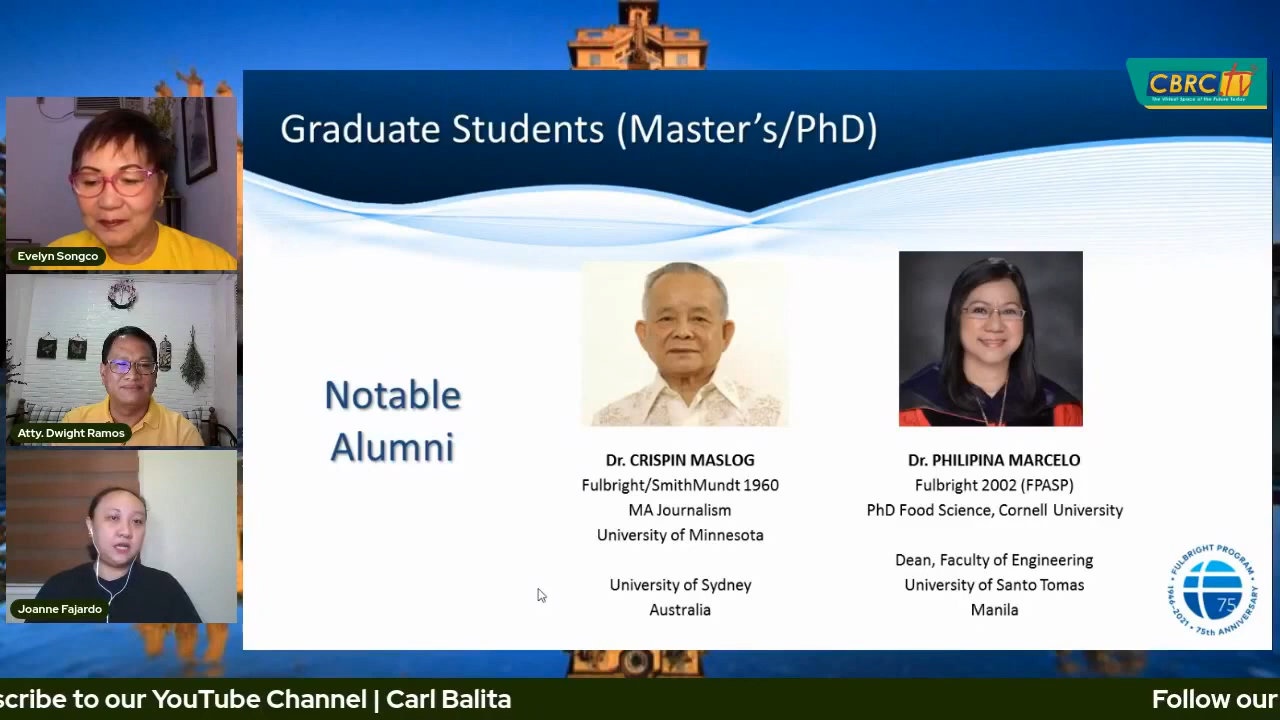 CBRC tv
The Virtual Space of the Future Today
Graduate Students (Master's/PhD)
Evelyn Songco
Atty. Dwight Ramos
Joanne Fajardo
Notable
Alumni
Dr. CRISPIN MASLOG
Fulbright/SmithMundt 1960
MA Journalism
University of Minnesota
University of Sydney
Australia
Dr. PHILIPINA MARCELO
Fulbright 2002 (FPASP)
PhD Food Science, Cornell University
Dean, Faculty of Engineering
University of Santo Tomas
Manila
FULBRIGHT PROGRAM
75
1946-2021 • 75th ANNIVERSARY
scribe to our YouTube Channel | Carl Balita
Follow our